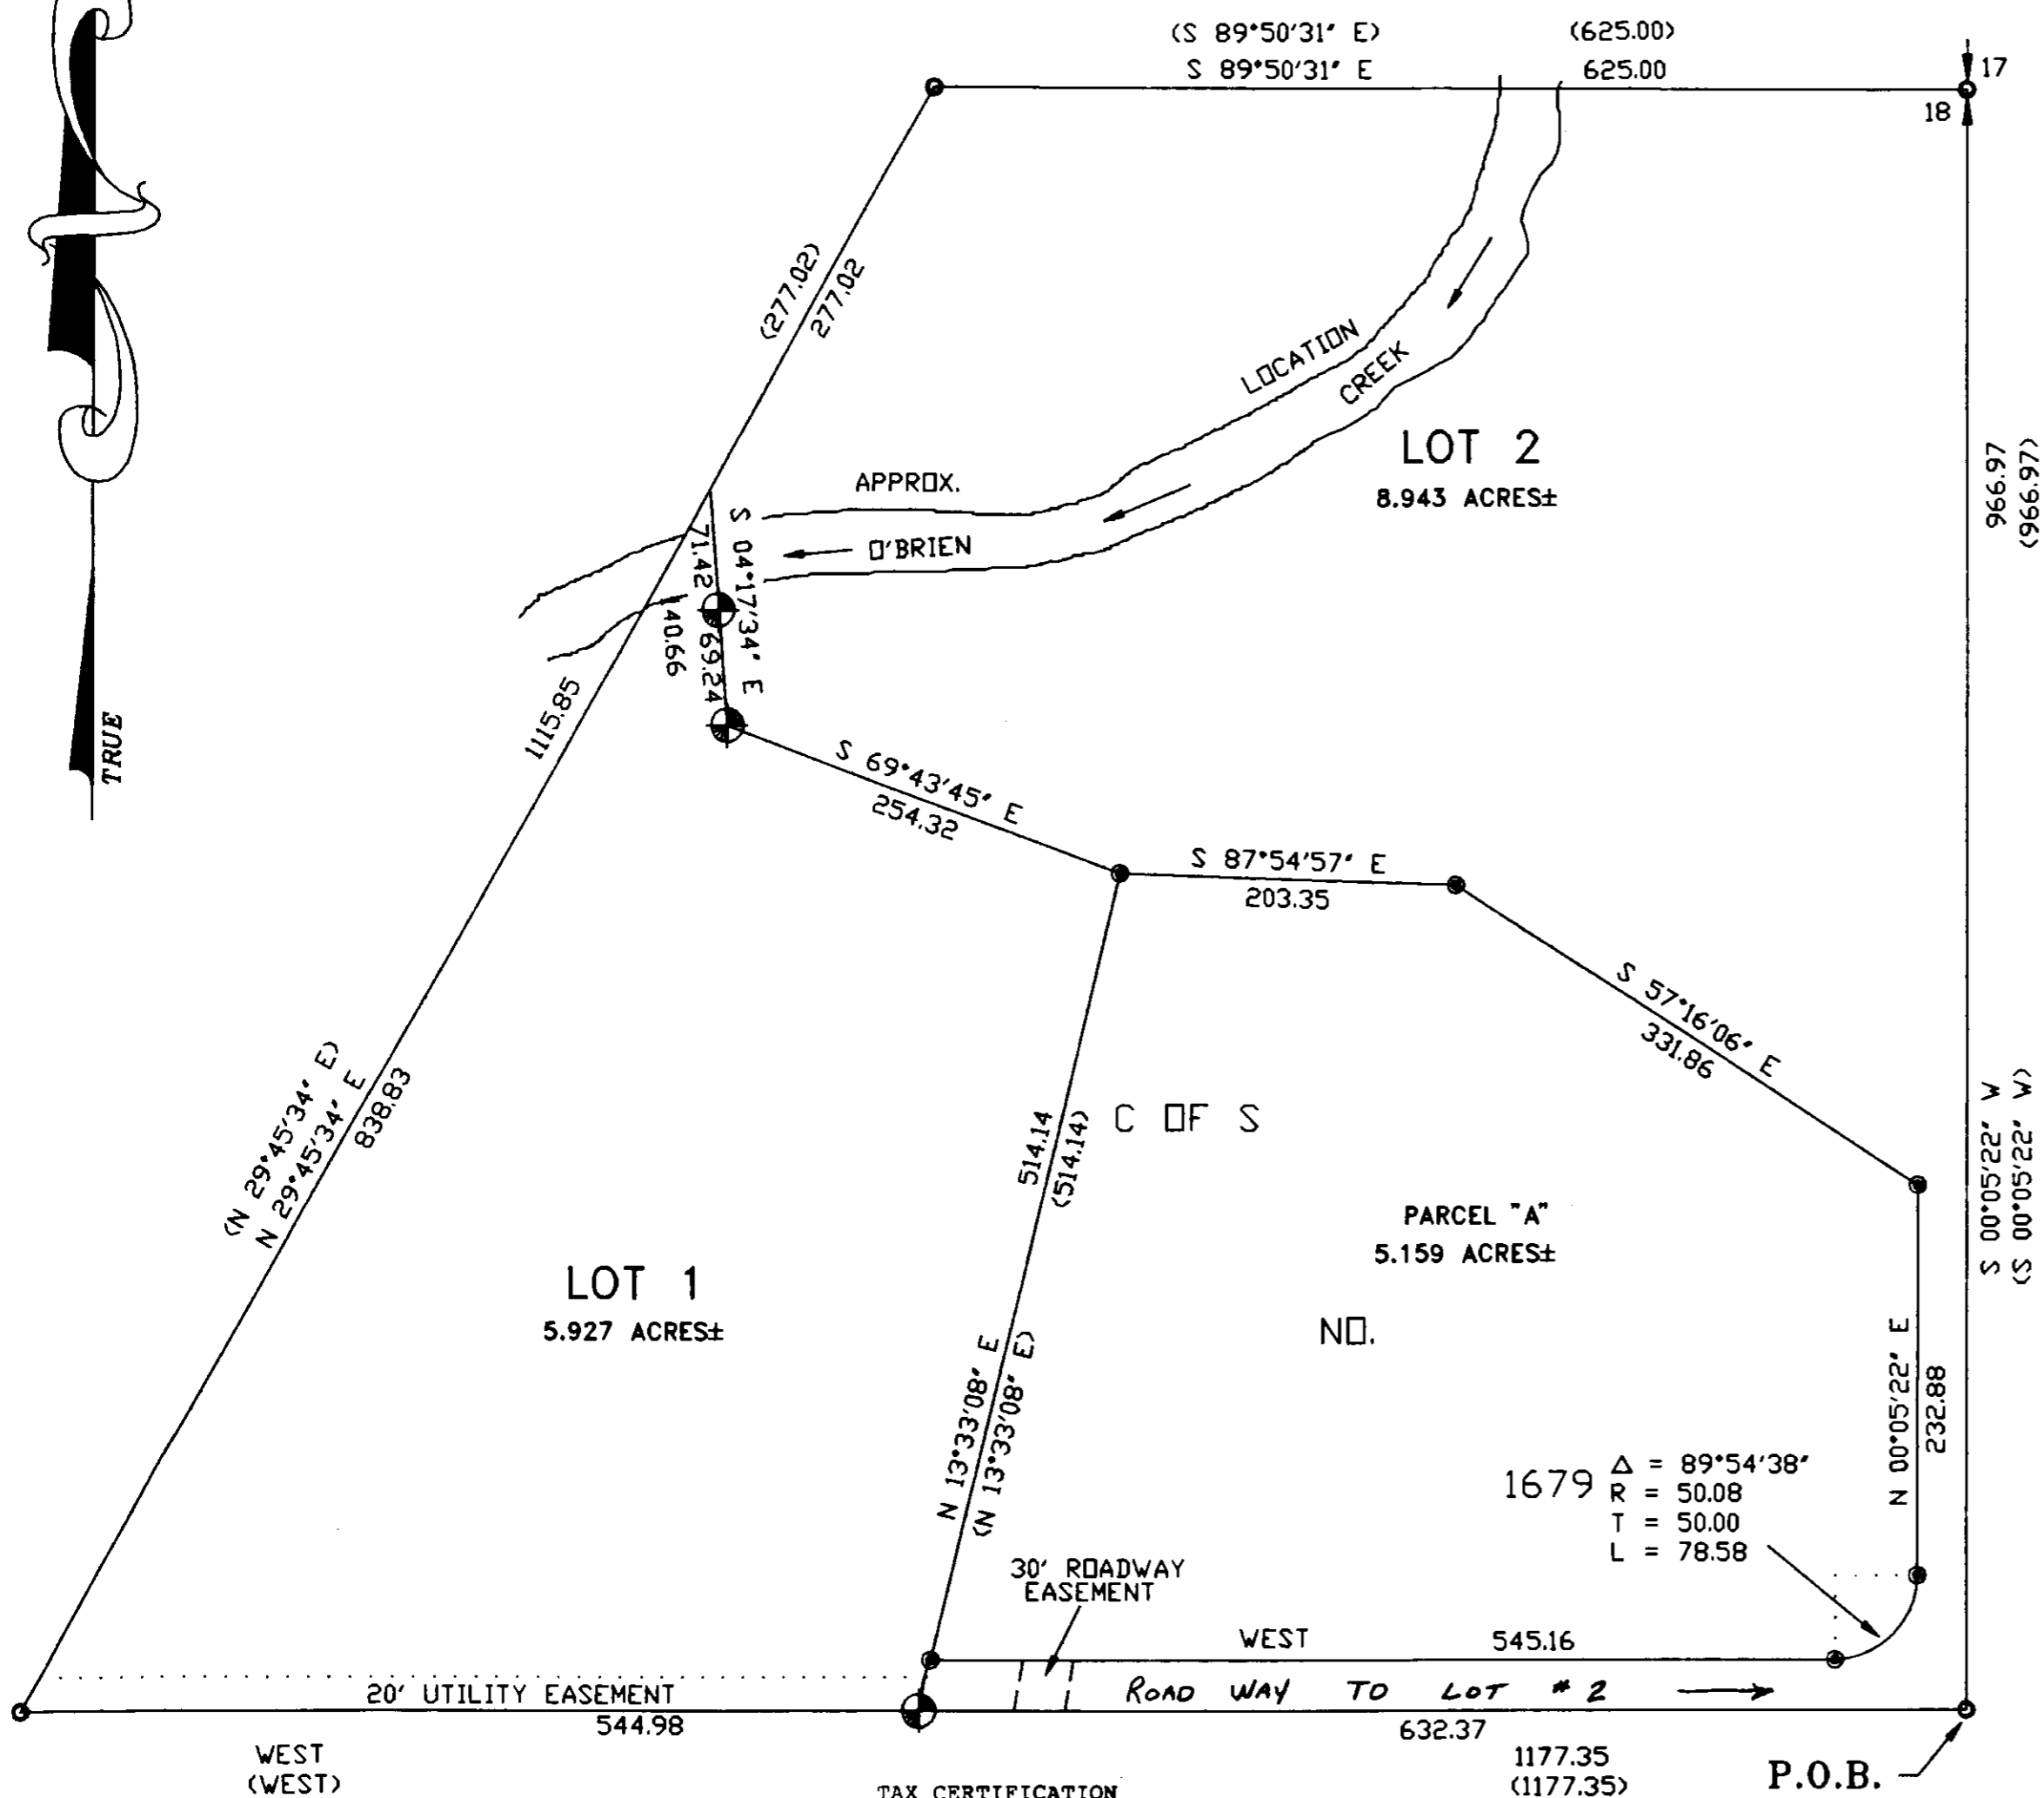 (S 89°50'31" E) (625.00)
S 89°50'31" E 625.00
17
18
(277.02)
277.02
LOCATION
CREEK
LOT 2
8.943 ACRES±
966.97
(966.97)
APPROX.
O'BRIEN
S 04°17'34" E
71.42
69.24
140.66
TRUE
1115.85
S 69°43'45" E
254.32
S 87°54'57" E
203.35
S 57°16'06" E
331.86
(N 29°45'34" E)
N 29°45'34" E
838.83
514.14
(514.14)
C OF S
S 00°05'22" W
(S 00°05'22" W)
PARCEL "A"
5.159 ACRES±
LOT 1
5.927 ACRES±
NO.
N 13°33'08" E
(N 13°33'08" E)
N 00°05'22" E
232.88
1679
Δ = 89°54'38"
R = 50.08
T = 50.00
L = 78.58
30' ROADWAY
EASEMENT
WEST 545.16
20' UTILITY EASEMENT
ROAD WAY TO LOT # 2
544.98
632.37
WEST
(WEST)
1177.35
(1177.35)
P.O.B.
TAX CERTIFICATION